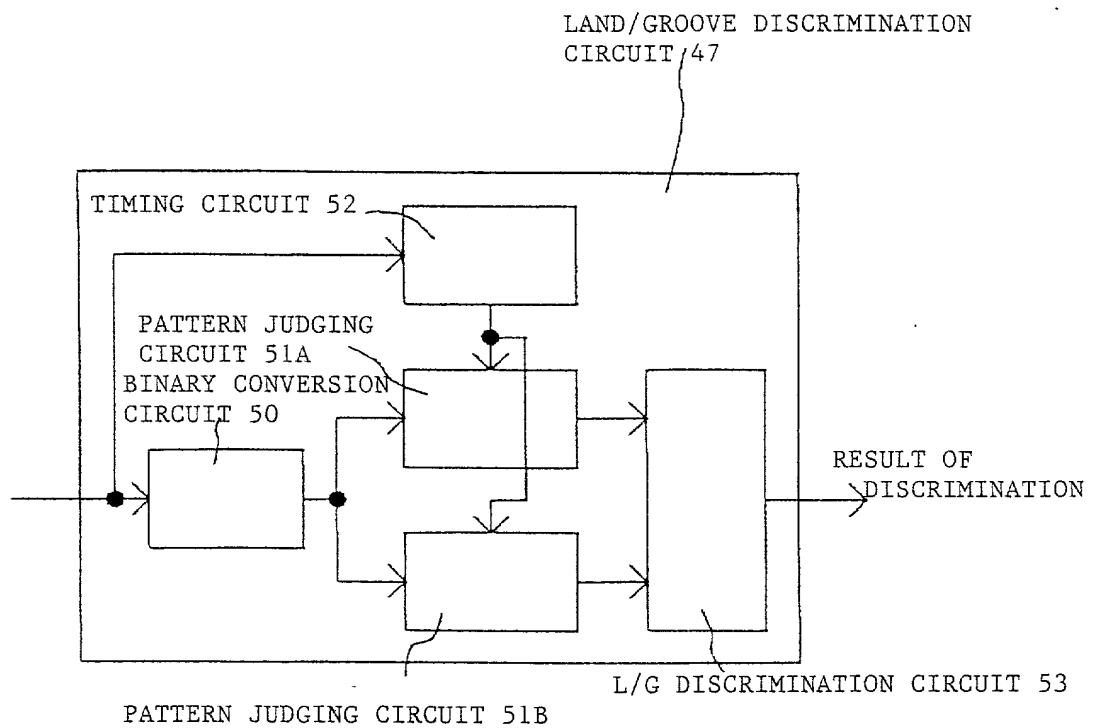 LAND/GROOVE DISCRIMINATION
CIRCUIT 47
TIMING CIRCUIT 52
PATTERN JUDGING
CIRCUIT 51A
BINARY CONVERSION
CIRCUIT 50
RESULT OF
DISCRIMINATION
L/G DISCRIMINATION CIRCUIT 53
PATTERN JUDGING CIRCUIT 51B